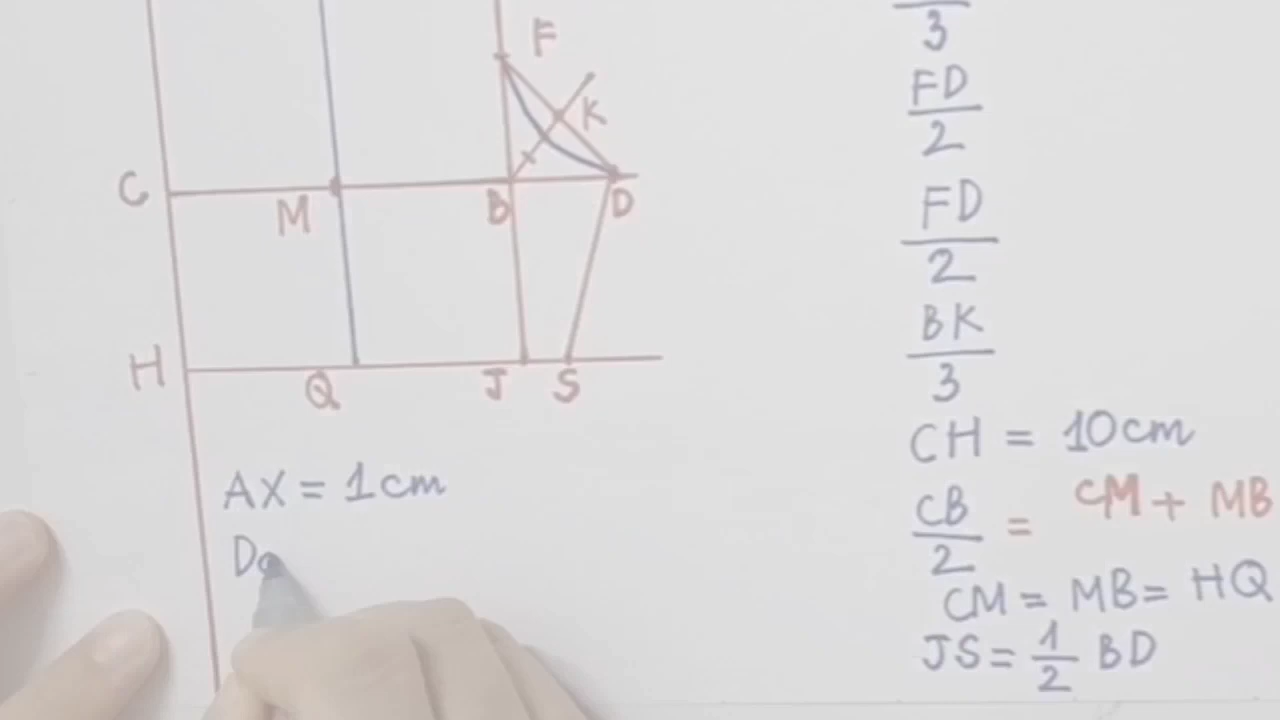 F
K
C
M
B
D
H
Q
J
S
AX = 1cm
Do
3
FD
2
FD
2
BK
3
CH = 10cm
CB
2
= CM + MB
CM = MB = HQ
JS = 1/2 BD